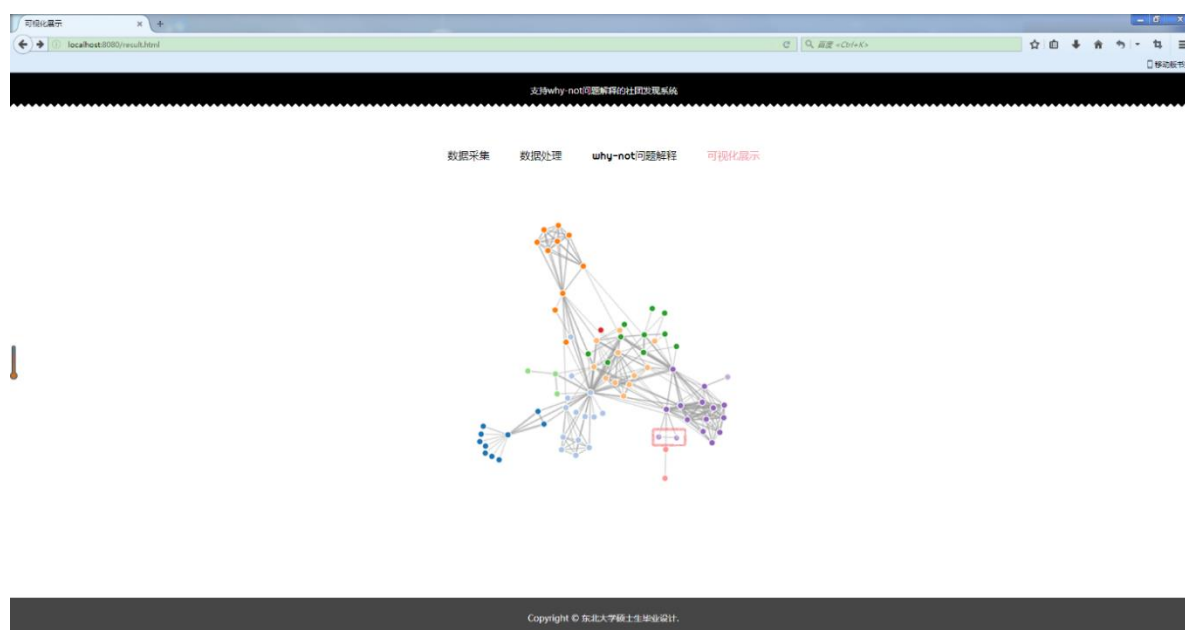 可视化展示
localhost:8080/result.html
百度 <Ctrl+K>
移动版书
支持why-not问题解释的社团发现系统
数据采集 数据处理 why-not问题解释 可视化展示
Copyright © 东北大学硕士生毕业设计.